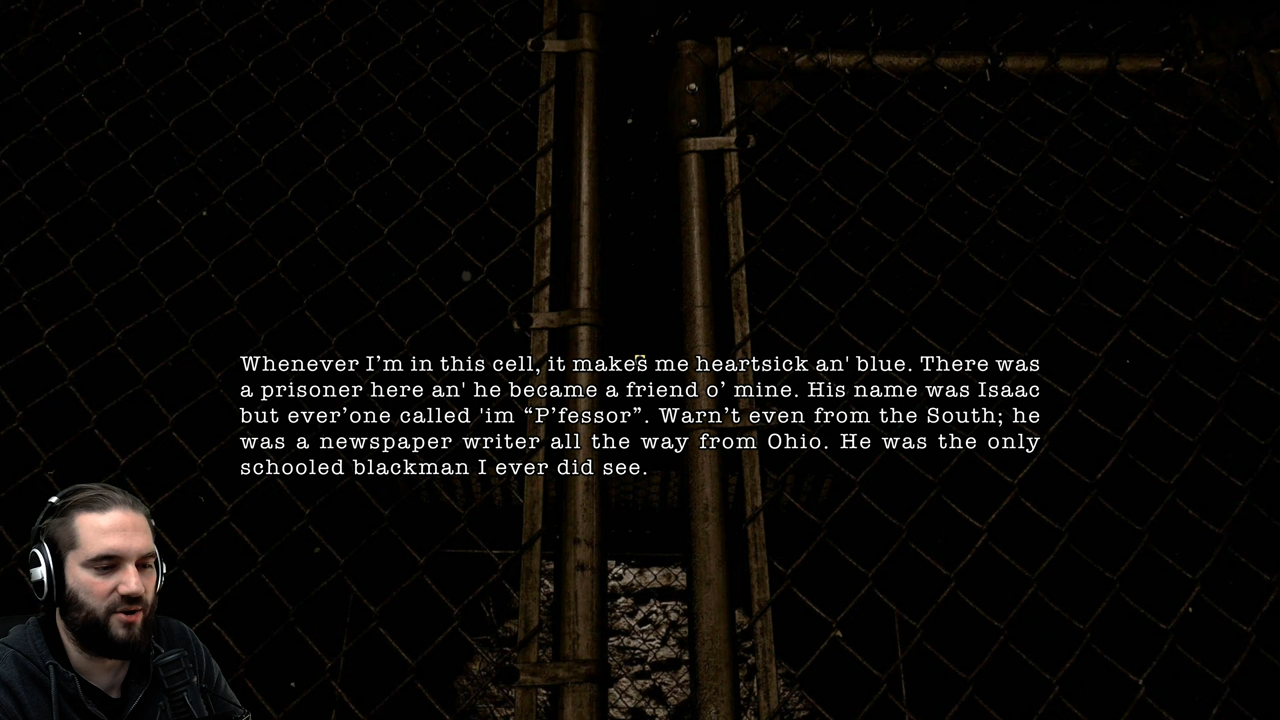 Whenever I’m in this cell, it makes me heartsick an' blue. There was
a prisoner here an' he became a friend o’ mine. His name was Isaac
but ever’one called 'im “P’fessor”. Warn’t even from the South; he
was a newspaper writer all the way from Ohio. He was the only
schooled blackman I ever did see.